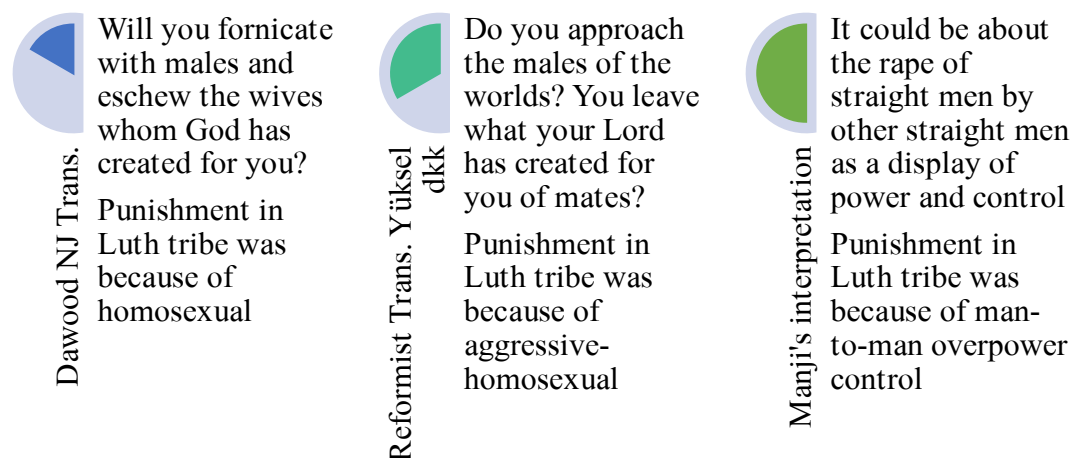 Dawood NJ Trans.
Will you fornicate
with males and
eschew the wives
whom God has
created for you?
Punishment in
Luth tribe was
because of
homosexual
Reformist Trans. Yüksel
dkk
Do you approach
the males of the
worlds? You leave
what your Lord
has created for
you of mates?
Punishment in
Luth tribe was
because of
aggressive-
homosexual
Manji's interpretation
It could be about
the rape of
straight men by
other straight men
as a display of
power and control
Punishment in
Luth tribe was
because of man-
to-man overpower
control